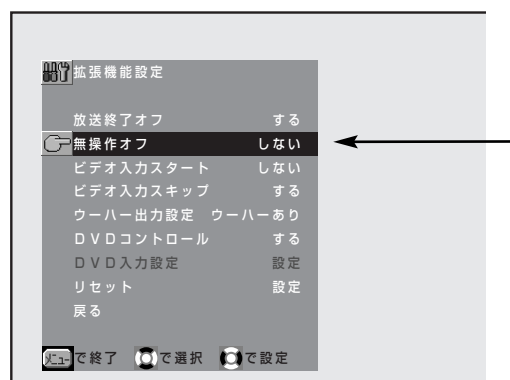 拡張機能設定
放送終了オフ する
無操作オフ しない
ビデオ入力スタート しない
ビデオ入力スキップ する
ウーハー出力設定 ウーハーあり
DVDコントロール する
DVD入力設定 設定
リセット 設定
戻る
メニューで終了 で選択 で設定